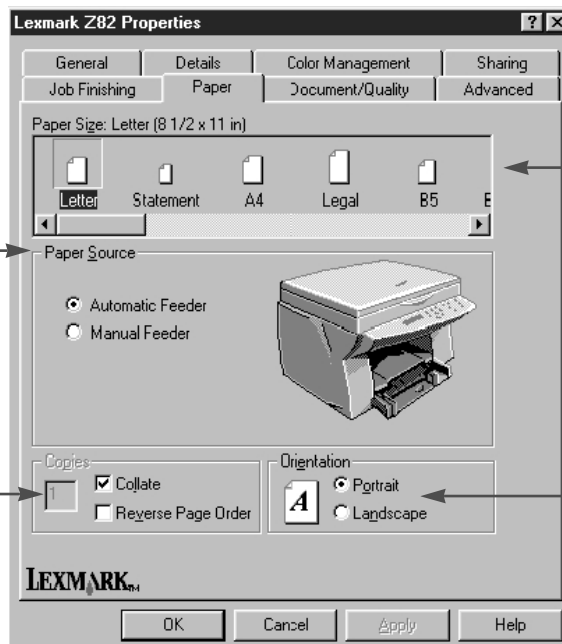 Lexmark Z82 Properties
General Details Color Management Sharing
Job Finishing Paper Document/Quality Advanced
Paper Size: Letter (8 1/2 x 11 in)
Letter Statement A4 Legal B5 E
Paper Source
Automatic Feeder
Manual Feeder
Copies
1
Collate
Reverse Page Order
Orientation
A
Portrait
Landscape
LEXMARK™
OK Cancel Apply Help